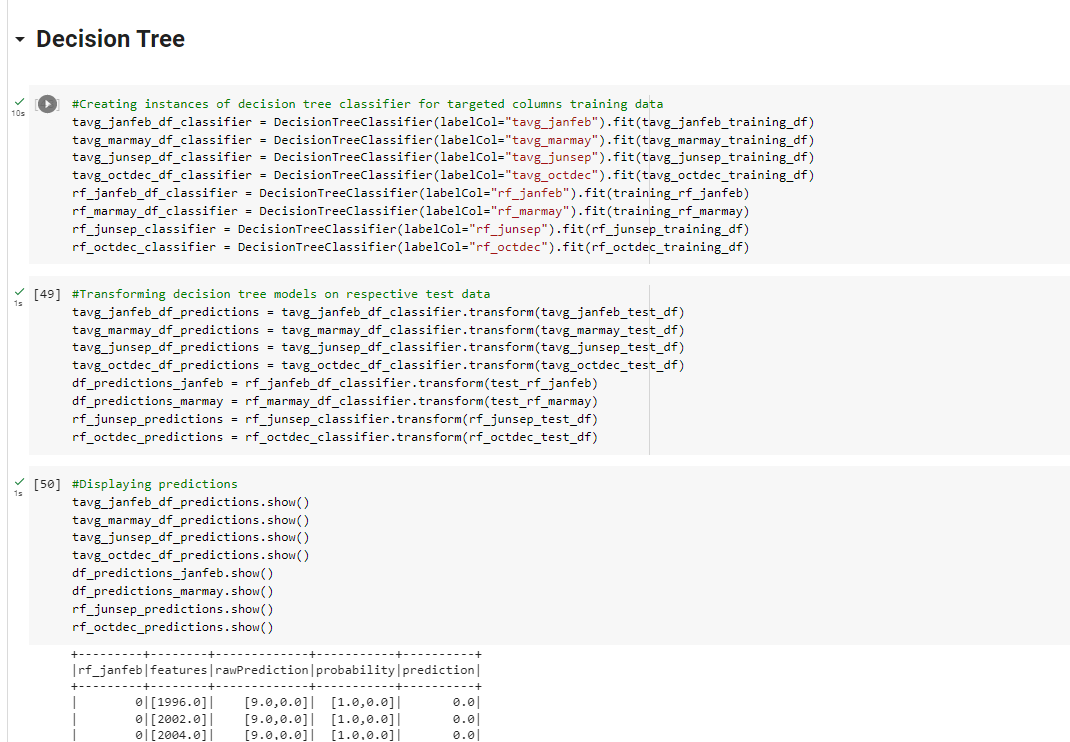 Decision Tree
#Creating instances of decision tree classifier for targeted columns training data
10s
tavg_janfeb_df_classifier = DecisionTreeClassifier(labelCol="tavg_janfeb").fit(tavg_janfeb_training_df)
tavg_marmay_df_classifier = DecisionTreeClassifier(labelCol="tavg_marmay").fit(tavg_marmay_training_df)
tavg_junsep_df_classifier = DecisionTreeClassifier(labelCol="tavg_junsep").fit(tavg_junsep_training_df)
tavg_octdec_df_classifier = DecisionTreeClassifier(labelCol="tavg_octdec").fit(tavg_octdec_training_df)
rf_janfeb_df_classifier = DecisionTreeClassifier(labelCol="rf_janfeb").fit(training_rf_janfeb)
rf_marmay_df_classifier = DecisionTreeClassifier(labelCol="rf_marmay").fit(training_rf_marmay)
rf_junsep_classifier = DecisionTreeClassifier(labelCol="rf_junsep").fit(rf_junsep_training_df)
rf_octdec_classifier = DecisionTreeClassifier(labelCol="rf_octdec").fit(rf_octdec_training_df)
[49] #Transforming decision tree models on respective test data
1s
tavg_janfeb_df_predictions = tavg_janfeb_df_classifier.transform(tavg_janfeb_test_df)
tavg_marmay_df_predictions = tavg_marmay_df_classifier.transform(tavg_marmay_test_df)
tavg_junsep_df_predictions = tavg_junsep_df_classifier.transform(tavg_junsep_test_df)
tavg_octdec_df_predictions = tavg_octdec_df_classifier.transform(tavg_octdec_test_df)
df_predictions_janfeb = rf_janfeb_df_classifier.transform(test_rf_janfeb)
df_predictions_marmay = rf_marmay_df_classifier.transform(test_rf_marmay)
rf_junsep_predictions = rf_junsep_classifier.transform(rf_junsep_test_df)
rf_octdec_predictions = rf_octdec_classifier.transform(rf_octdec_test_df)
[50] #Displaying predictions
1s
tavg_janfeb_df_predictions.show()
tavg_marmay_df_predictions.show()
tavg_junsep_df_predictions.show()
tavg_octdec_df_predictions.show()
df_predictions_janfeb.show()
df_predictions_marmay.show()
rf_junsep_predictions.show()
rf_octdec_predictions.show()
+---------+--------+-------------+-----------+----------+
|rf_janfeb|features|rawPrediction|probability|prediction|
+---------+--------+-------------+-----------+----------+
|        0|[1996.0]|    [9.0,0.0]|  [1.0,0.0]|       0.0|
|        0|[2002.0]|    [9.0,0.0]|  [1.0,0.0]|       0.0|
|        0|[2004.0]|    [9.0,0.0]|  [1.0,0.0]|       0.0|